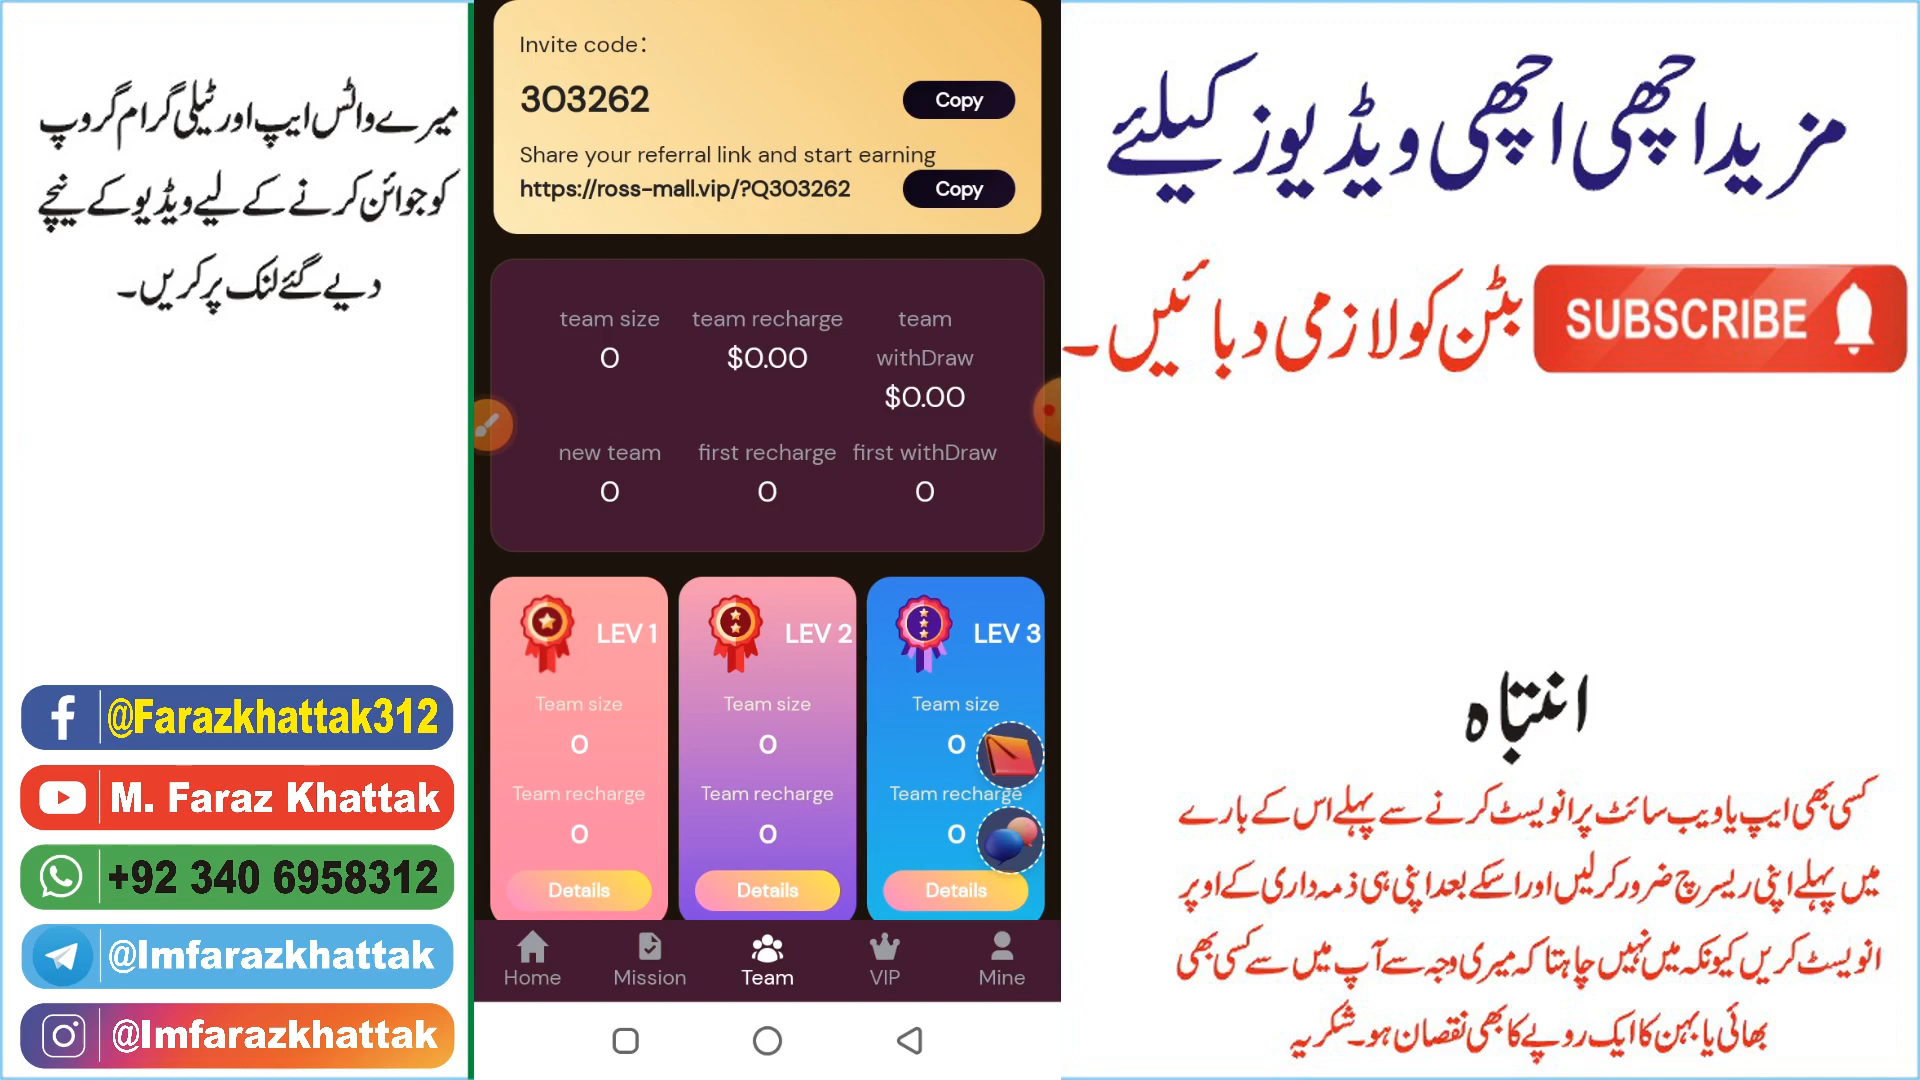 میرے واٹس ایپ اور ٹیلی گرام گروپ
کو جوائن کرنے کے لیے ویڈیو کے نیچے
دیے گئے لنک پر کریں۔
@Farazkhattak312
M. Faraz Khattak
+92 340 6958312
@Imfarazkhattak
@Imfarazkhattak
Invite code:
303262
Copy
Share your referral link and start earning
https://ross-mall.vip/?Q303262
Copy
team size
0
team recharge
$0.00
team
withDraw
$0.00
new team
0
first recharge
0
first withDraw
0
LEV 1
Team size
0
Team recharge
0
Details
LEV 2
Team size
0
Team recharge
0
Details
LEV 3
Team size
0
Team recharge
0
Details
Home
Mission
Team
VIP
Mine
مزید اچھی اچھی ویڈیوز کیلئے
SUBSCRIBE بٹن کو لازمی دبائیں۔
انتباہ
کسی بھی ایپ یا ویب سائٹ پر انویسٹ کرنے سے پہلے اس کے بارے
میں پہلے اپنی ریسرچ ضرور کرلیں اور اسکے بعد اپنی ہی ذمہ داری کے اوپر
انویسٹ کریں کیونکہ میں نہیں چاہتا کہ میری وجہ سے آپ میں سے کسی بھی
بھائی یا بہن کا ایک روپے کا بھی نقصان ہو۔ شکریہ